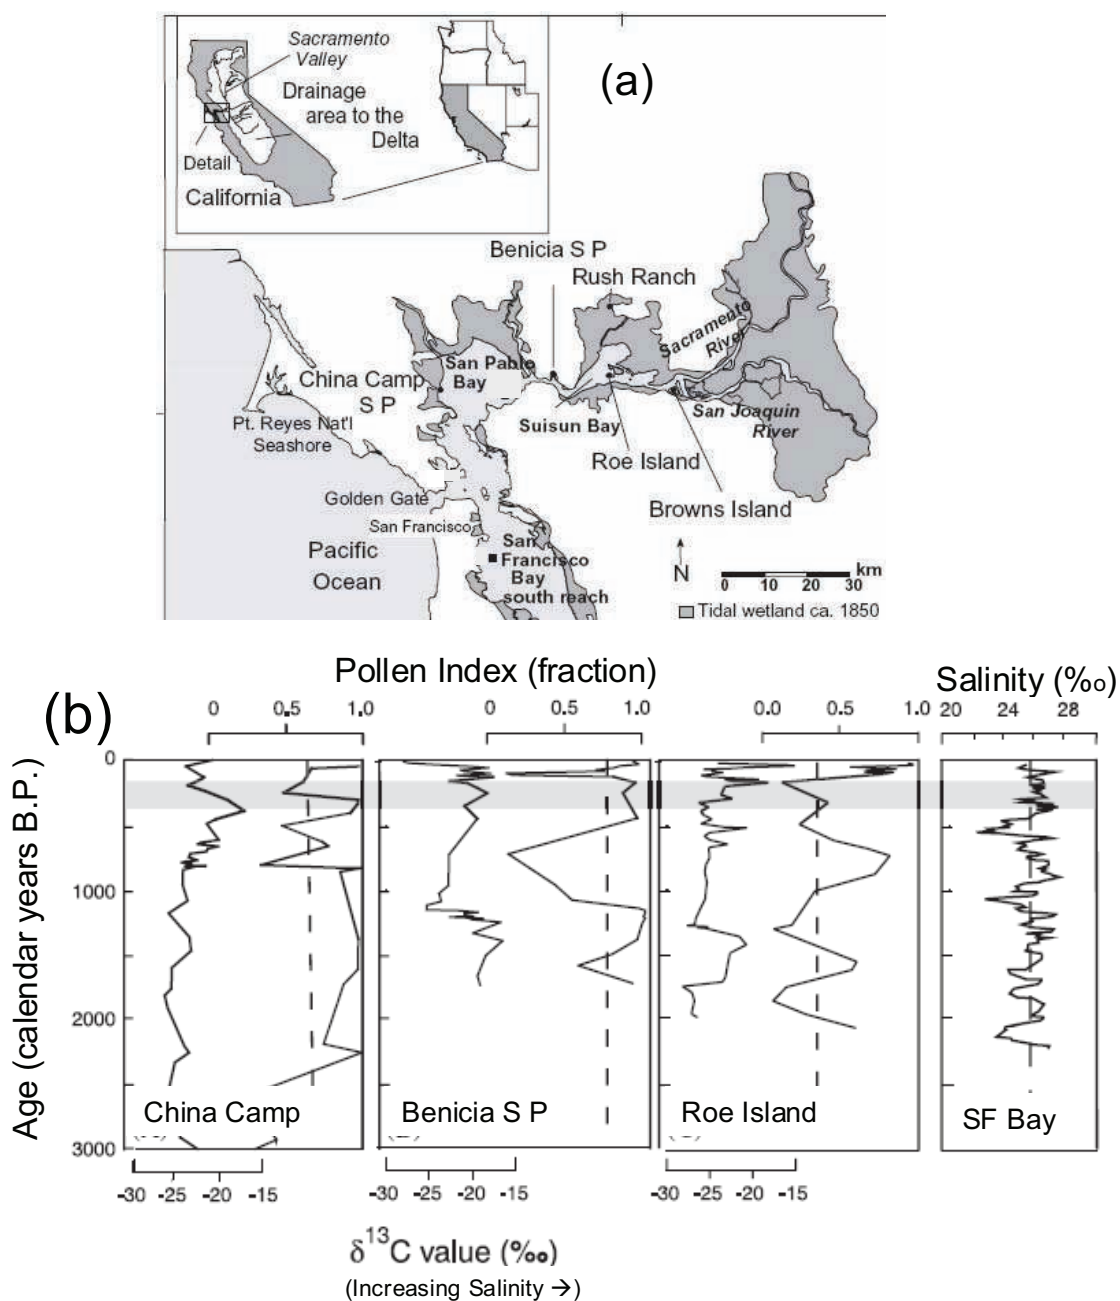 (a)
Sacramento
Valley
Drainage
area to the
Delta
Detail
California
Benicia S P
Rush Ranch
Sacramento
River
San Pablo
Bay
China Camp
S P
San Joaquin
River
Suisun Bay
Pt. Reyes Nat'l
Seashore
Roe Island
Browns Island
Golden Gate
San Francisco
Pacific
Ocean
San
Francisco
Bay
south reach
N
km
0 10 20 30
Tidal wetland ca. 1850
(b)
Pollen Index (fraction)
Salinity (‰)
0 0.5 1.0
0 0.5 1.0
0.0 0.5 1.0
20 24 28
Age (calendar years B.P.)
0
1000
2000
3000
China Camp
Benicia S P
Roe Island
SF Bay
-30 -25 -20 -15
-30 -25 -20 -15
-30 -25 -20 -15
δ¹³C value (‰)
(Increasing Salinity →)